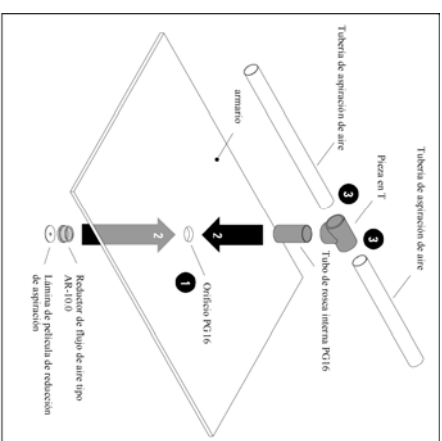 Tubería de aspiración de aire
Pieza en T
Tubería de aspiración de aire
3
3
armario
Tubo de rosca interna PG16
2
2
Orificio PG16
1
Reductor de flujo de aire tipo
AR-10.0
Lámina de película de reducción
de aspiración